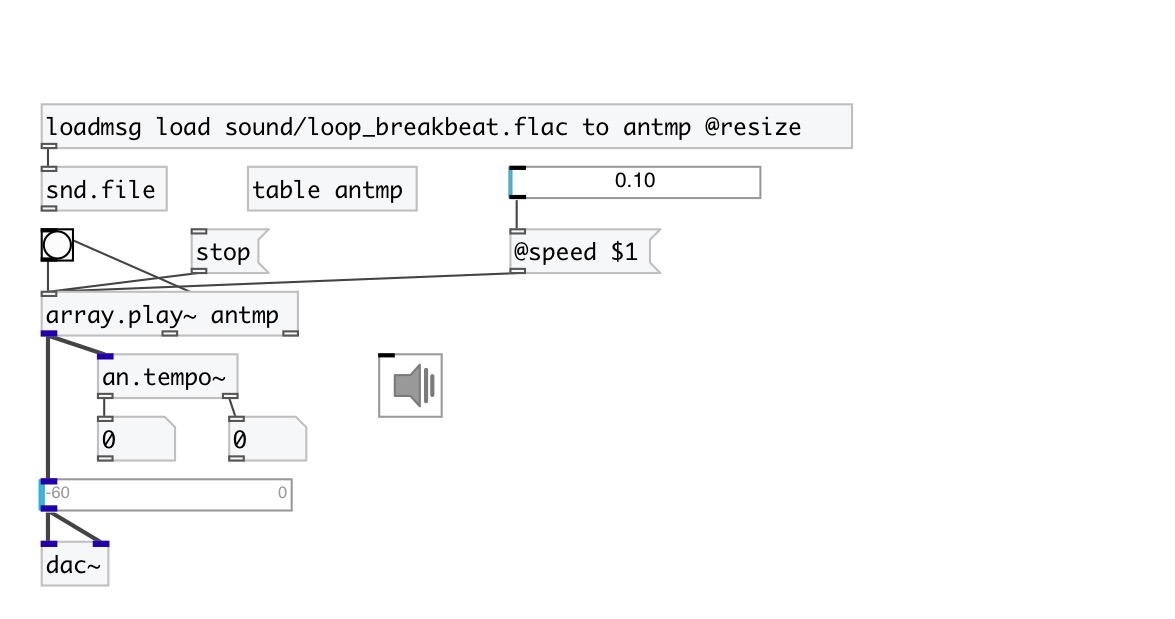 loadmsg load sound/loop_breakbeat.flac to antmp @resize
snd.file
table antmp
0.10
stop
@speed $1
array.play~ antmp
an.tempo~
0
0
-60
0
dac~